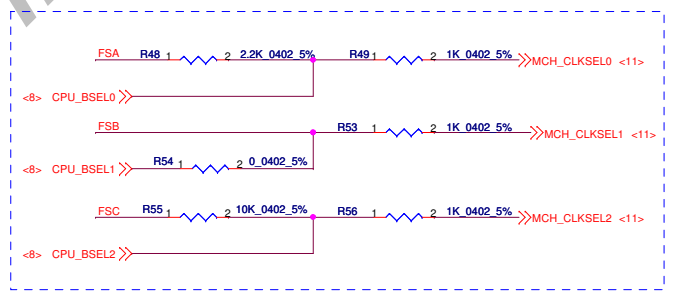 FSA R48 1 2 2.2K_0402_5% R49 1 2 1K_0402_5% MCH_CLKSEL0 <11>
<8> CPU_BSEL0
FSB R53 1 2 1K_0402_5% MCH_CLKSEL1 <11>
<8> CPU_BSEL1 R54 1 2 0_0402_5%
FSC R55 1 2 10K_0402_5% R56 1 2 1K_0402_5% MCH_CLKSEL2 <11>
<8> CPU_BSEL2